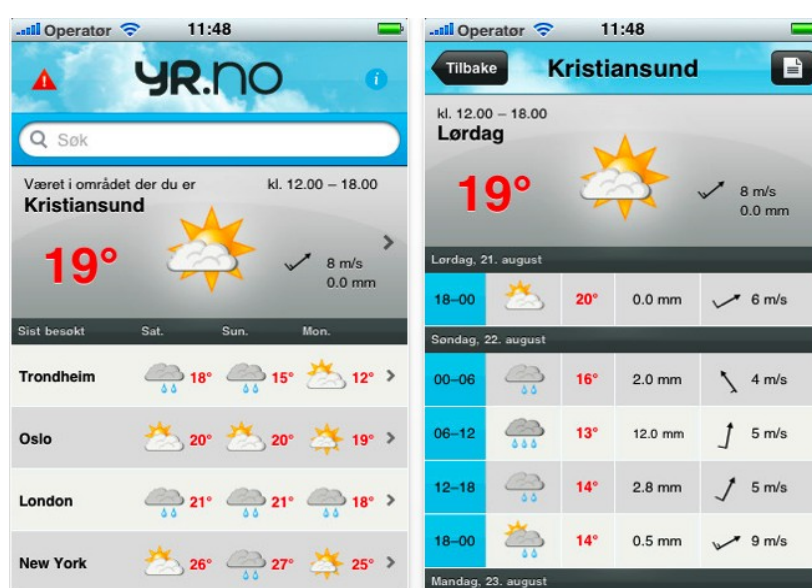 Operatør 11:48
YR.NO
Søk
Været i området der du er kl. 12.00 – 18.00
Kristiansund
19°
8 m/s
0.0 mm
Sist besøkt Sat. Sun. Mon.
Trondheim 18° 15° 12°
Oslo 20° 20° 19°
London 21° 21° 18°
New York 26° 27° 25°
Operatør 11:48
Tilbake Kristiansund
kl. 12.00 – 18.00
Lørdag
19°
8 m/s
0.0 mm
Lørdag, 21. august
18–00 20° 0.0 mm 6 m/s
Søndag, 22. august
00–06 16° 2.0 mm 4 m/s
06–12 13° 12.0 mm 5 m/s
12–18 14° 2.8 mm 5 m/s
18–00 14° 0.5 mm 9 m/s
Mandag, 23. august